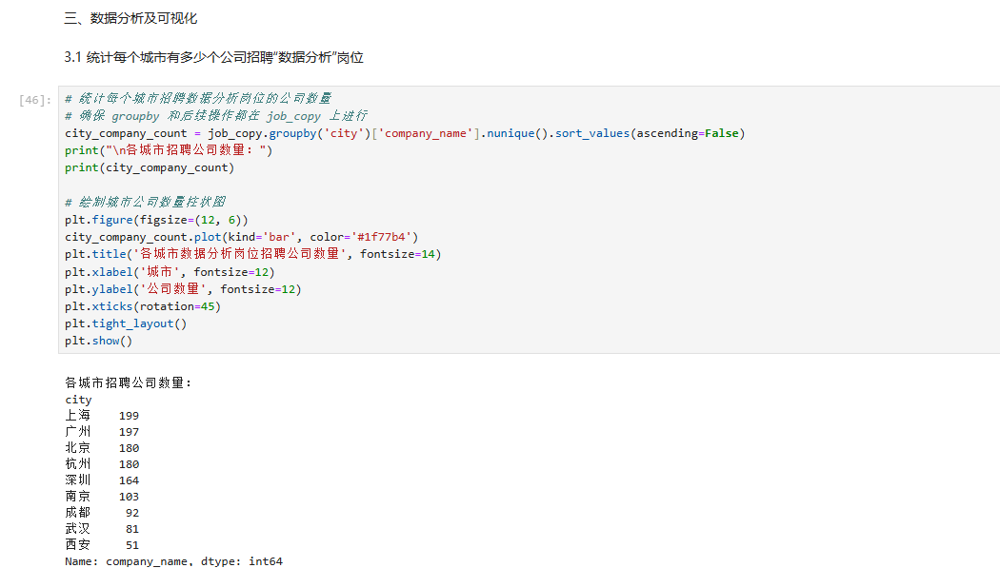 三、数据分析及可视化
3.1 统计每个城市有多少个公司招聘“数据分析”岗位
[46]:
# 统计每个城市招聘数据分析岗位的公司数量
# 确保 groupby 和后续操作都在 job_copy 上进行
city_company_count = job_copy.groupby('city')['company_name'].nunique().sort_values(ascending=False)
print("\n各城市招聘公司数量：")
print(city_company_count)
# 绘制城市公司数量柱状图
plt.figure(figsize=(12, 6))
city_company_count.plot(kind='bar', color='#1f77b4')
plt.title('各城市数据分析岗位招聘公司数量', fontsize=14)
plt.xlabel('城市', fontsize=12)
plt.ylabel('公司数量', fontsize=12)
plt.xticks(rotation=45)
plt.tight_layout()
plt.show()
各城市招聘公司数量：
city
上海 199
广州 197
北京 180
杭州 180
深圳 164
南京 103
成都 92
武汉 81
西安 51
Name: company_name, dtype: int64